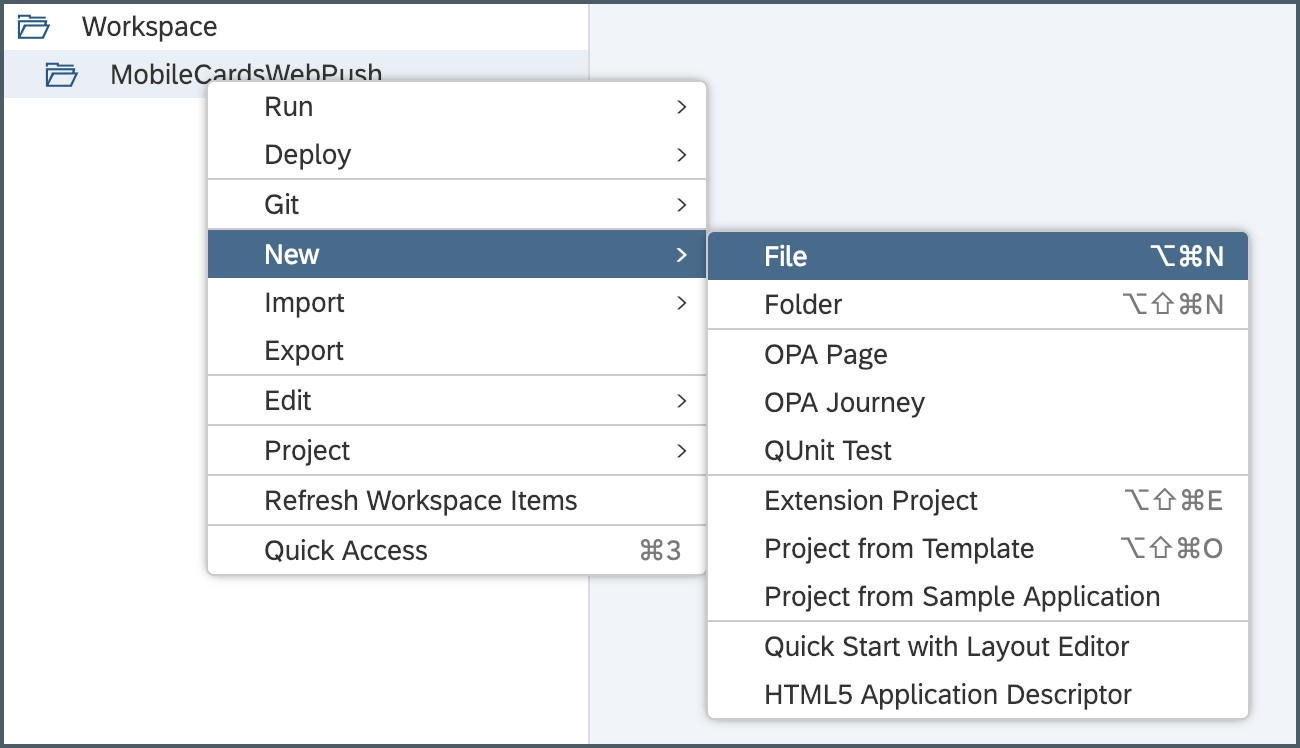 Workspace
MobileCardsWebPush
Run
Deploy
Git
New
Import
Export
Edit
Project
Refresh Workspace Items
Quick Access ⌘3
File ⌥⌘N
Folder ⌥⇧⌘N
OPA Page
OPA Journey
QUnit Test
Extension Project ⌥⇧⌘E
Project from Template ⌥⇧⌘O
Project from Sample Application
Quick Start with Layout Editor
HTML5 Application Descriptor